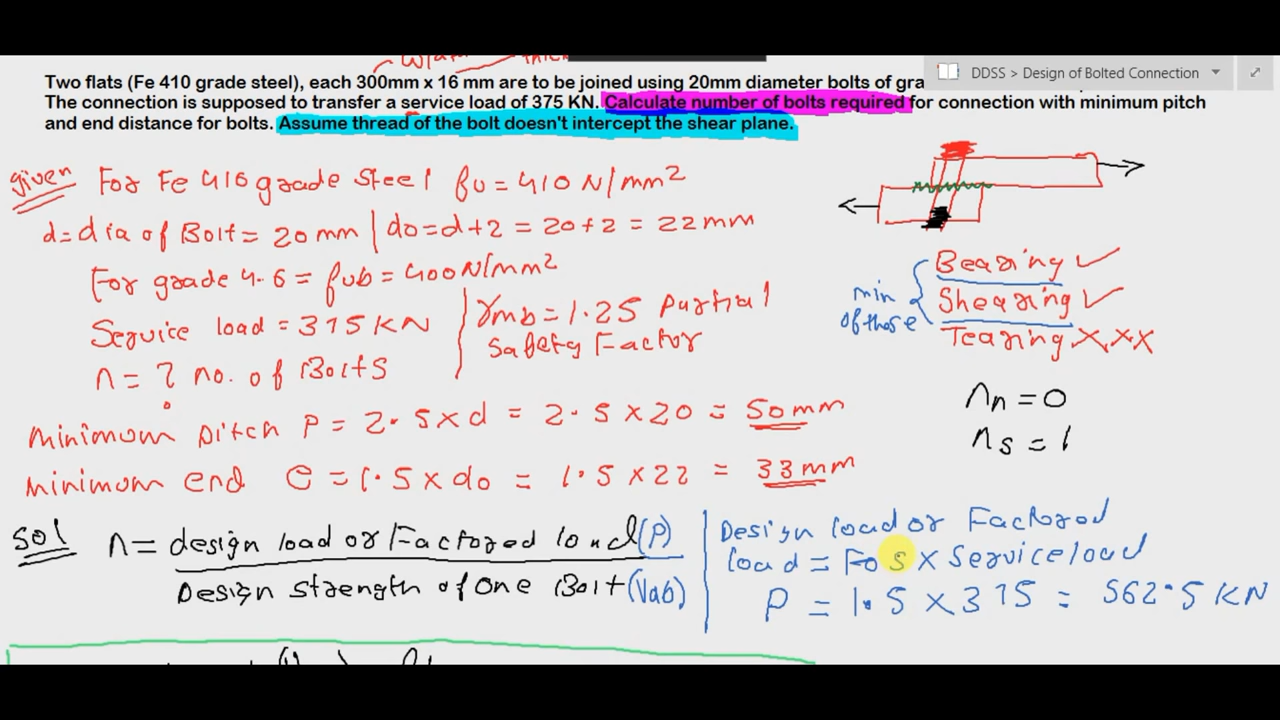 Two flats (Fe 410 grade steel), each 300mm x 16 mm are to be joined using 20mm diameter bolts of gra
DDSS > Design of Bolted Connection
The connection is supposed to transfer a service load of 375 KN. Calculate number of bolts required for connection with minimum pitch
and end distance for bolts. Assume thread of the bolt doesn't intercept the shear plane.
given For Fe 410 grade Steel fu = 410 N/mm²
d = dia of Bolt = 20 mm | do = d+2 = 20+2 = 22 mm
For grade 4.6 = fub = 400 N/mm²
Service load = 375 KN
γmb = 1.25 Partial
Safety Factor
n = ? no. of Bolts
Minimum Pitch P = 2.5 x d = 2.5 x 20 = 50 mm
Minimum end e = 1.5 x do = 1.5 x 22 = 33 mm
Bearing ✓
Shearing ✓
Tearing X, X X
min
of those
nn = 0
ns = 1
Sol n = design load or Factored load (P)
Design Strength of One Bolt (Vab)
Design load or Factored
load = Fos x Service load
P = 1.5 x 375 = 562.5 KN